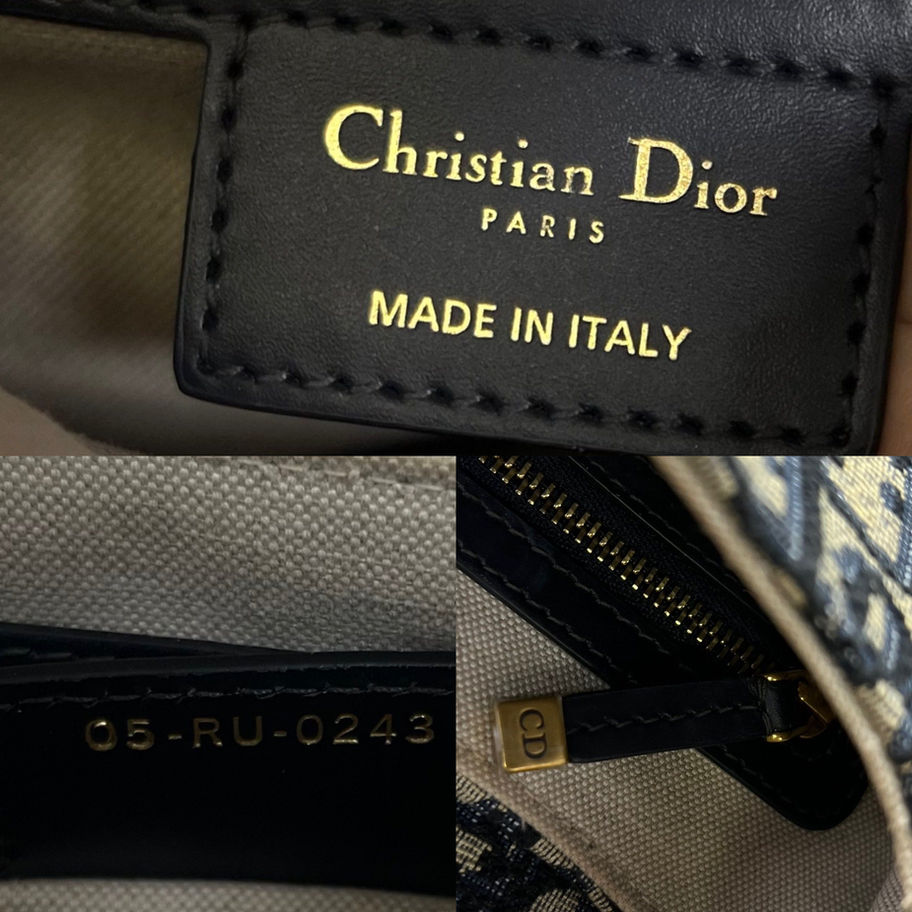 Christian Dior
PARIS
MADE IN ITALY
05-RU-0243
CD